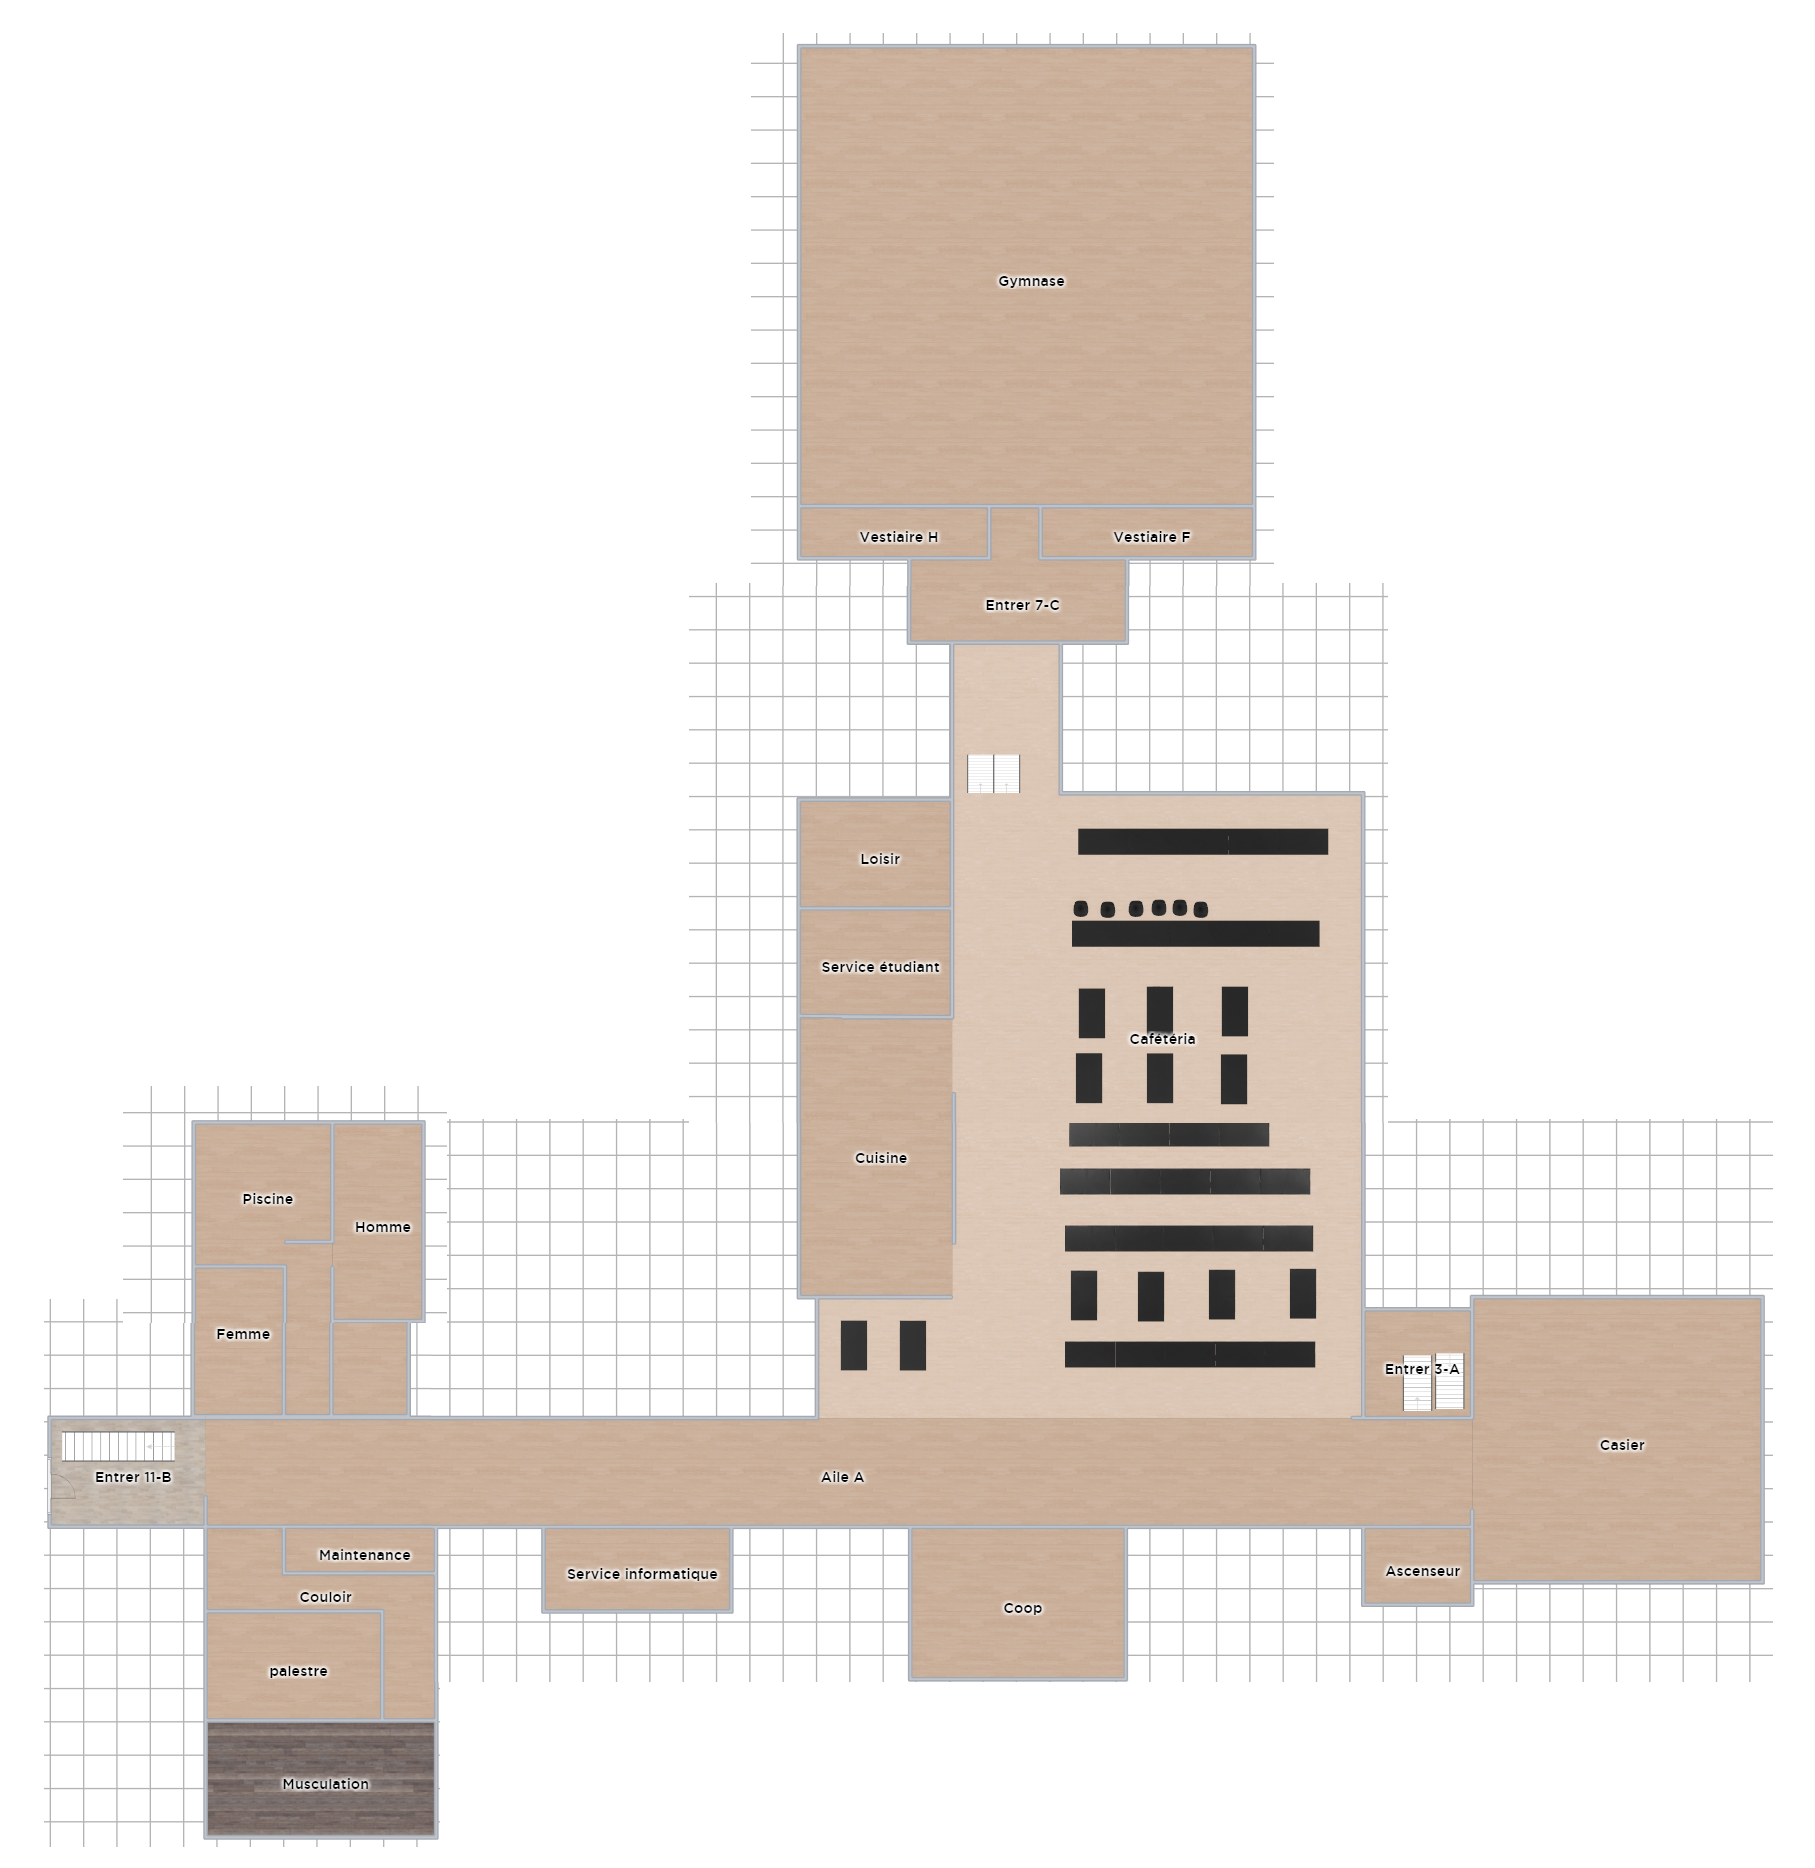 Gymnase
Vestiaire H
Vestiaire F
Entrer 7-C
Loisir
Service étudiant
Cafétéria
Cuisine
Piscine
Homme
Femme
Entrer 3-A
Casier
Entrer 11-B
Aile A
Maintenance
Service informatique
Ascenseur
Couloir
Coop
palestre
Musculation